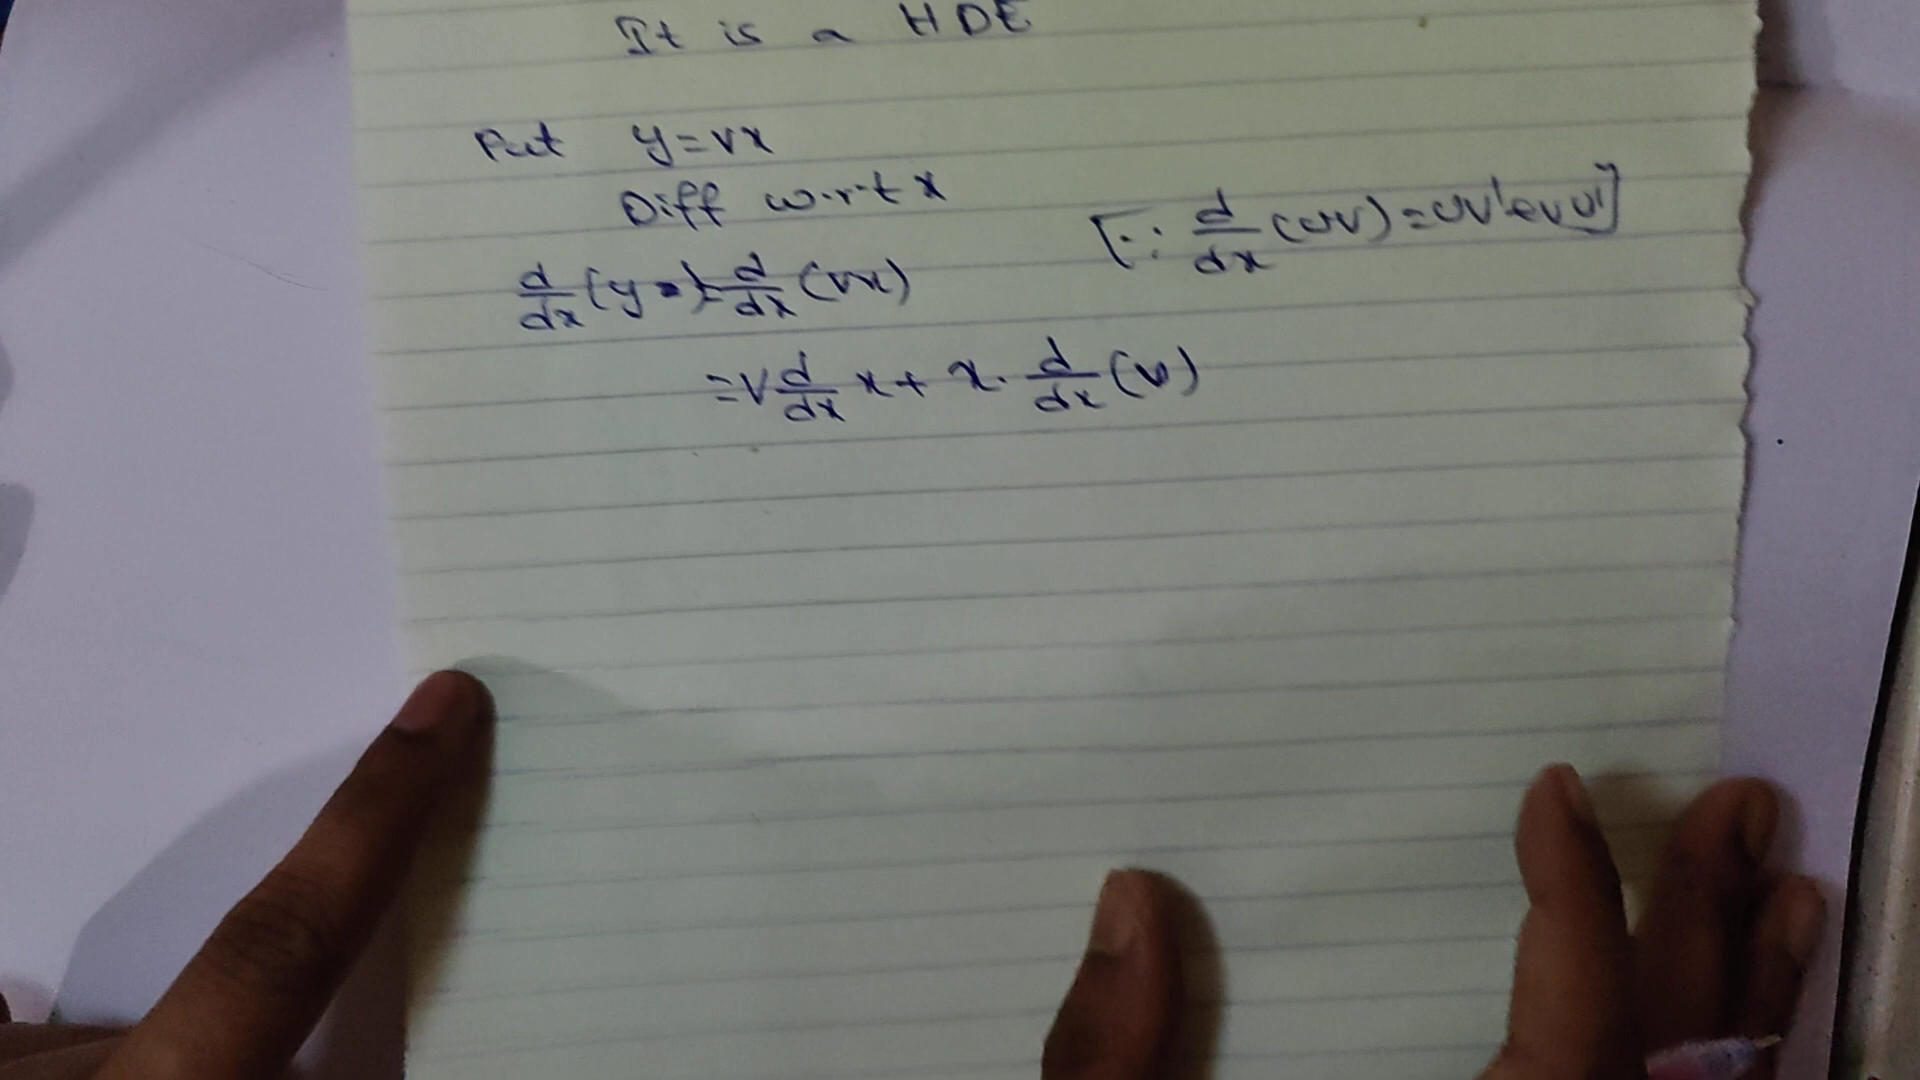 It is a HDE
Put y=vx
Diff w.r.t x
[∵ d/dx (uv)=uv'+vu']
d/dx (y)=d/dx (vx)
=v d/dx x + x. d/dx (v)